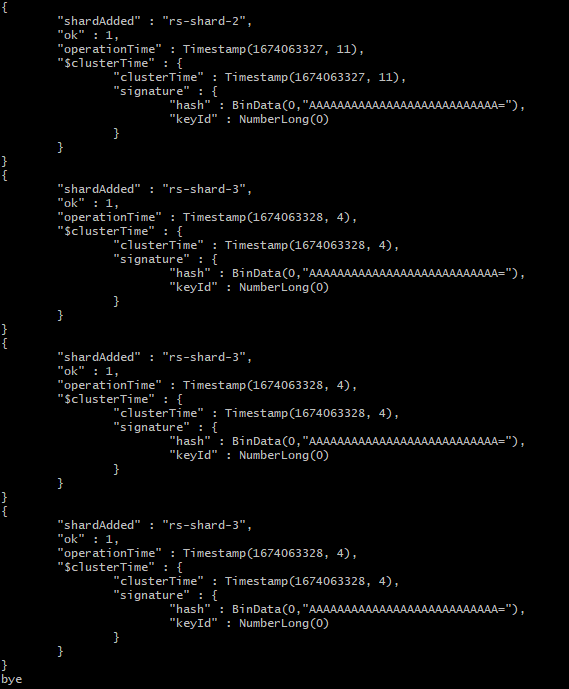 {
        "shardAdded" : "rs-shard-2",
        "ok" : 1,
        "operationTime" : Timestamp(1674063327, 11),
        "$clusterTime" : {
                "clusterTime" : Timestamp(1674063327, 11),
                "signature" : {
                        "hash" : BinData(0,"AAAAAAAAAAAAAAAAAAAAAAAAAAA="),
                        "keyId" : NumberLong(0)
                }
        }
}
{
        "shardAdded" : "rs-shard-3",
        "ok" : 1,
        "operationTime" : Timestamp(1674063328, 4),
        "$clusterTime" : {
                "clusterTime" : Timestamp(1674063328, 4),
                "signature" : {
                        "hash" : BinData(0,"AAAAAAAAAAAAAAAAAAAAAAAAAAA="),
                        "keyId" : NumberLong(0)
                }
        }
}
{
        "shardAdded" : "rs-shard-3",
        "ok" : 1,
        "operationTime" : Timestamp(1674063328, 4),
        "$clusterTime" : {
                "clusterTime" : Timestamp(1674063328, 4),
                "signature" : {
                        "hash" : BinData(0,"AAAAAAAAAAAAAAAAAAAAAAAAAAA="),
                        "keyId" : NumberLong(0)
                }
        }
}
{
        "shardAdded" : "rs-shard-3",
        "ok" : 1,
        "operationTime" : Timestamp(1674063328, 4),
        "$clusterTime" : {
                "clusterTime" : Timestamp(1674063328, 4),
                "signature" : {
                        "hash" : BinData(0,"AAAAAAAAAAAAAAAAAAAAAAAAAAA="),
                        "keyId" : NumberLong(0)
                }
        }
}
bye